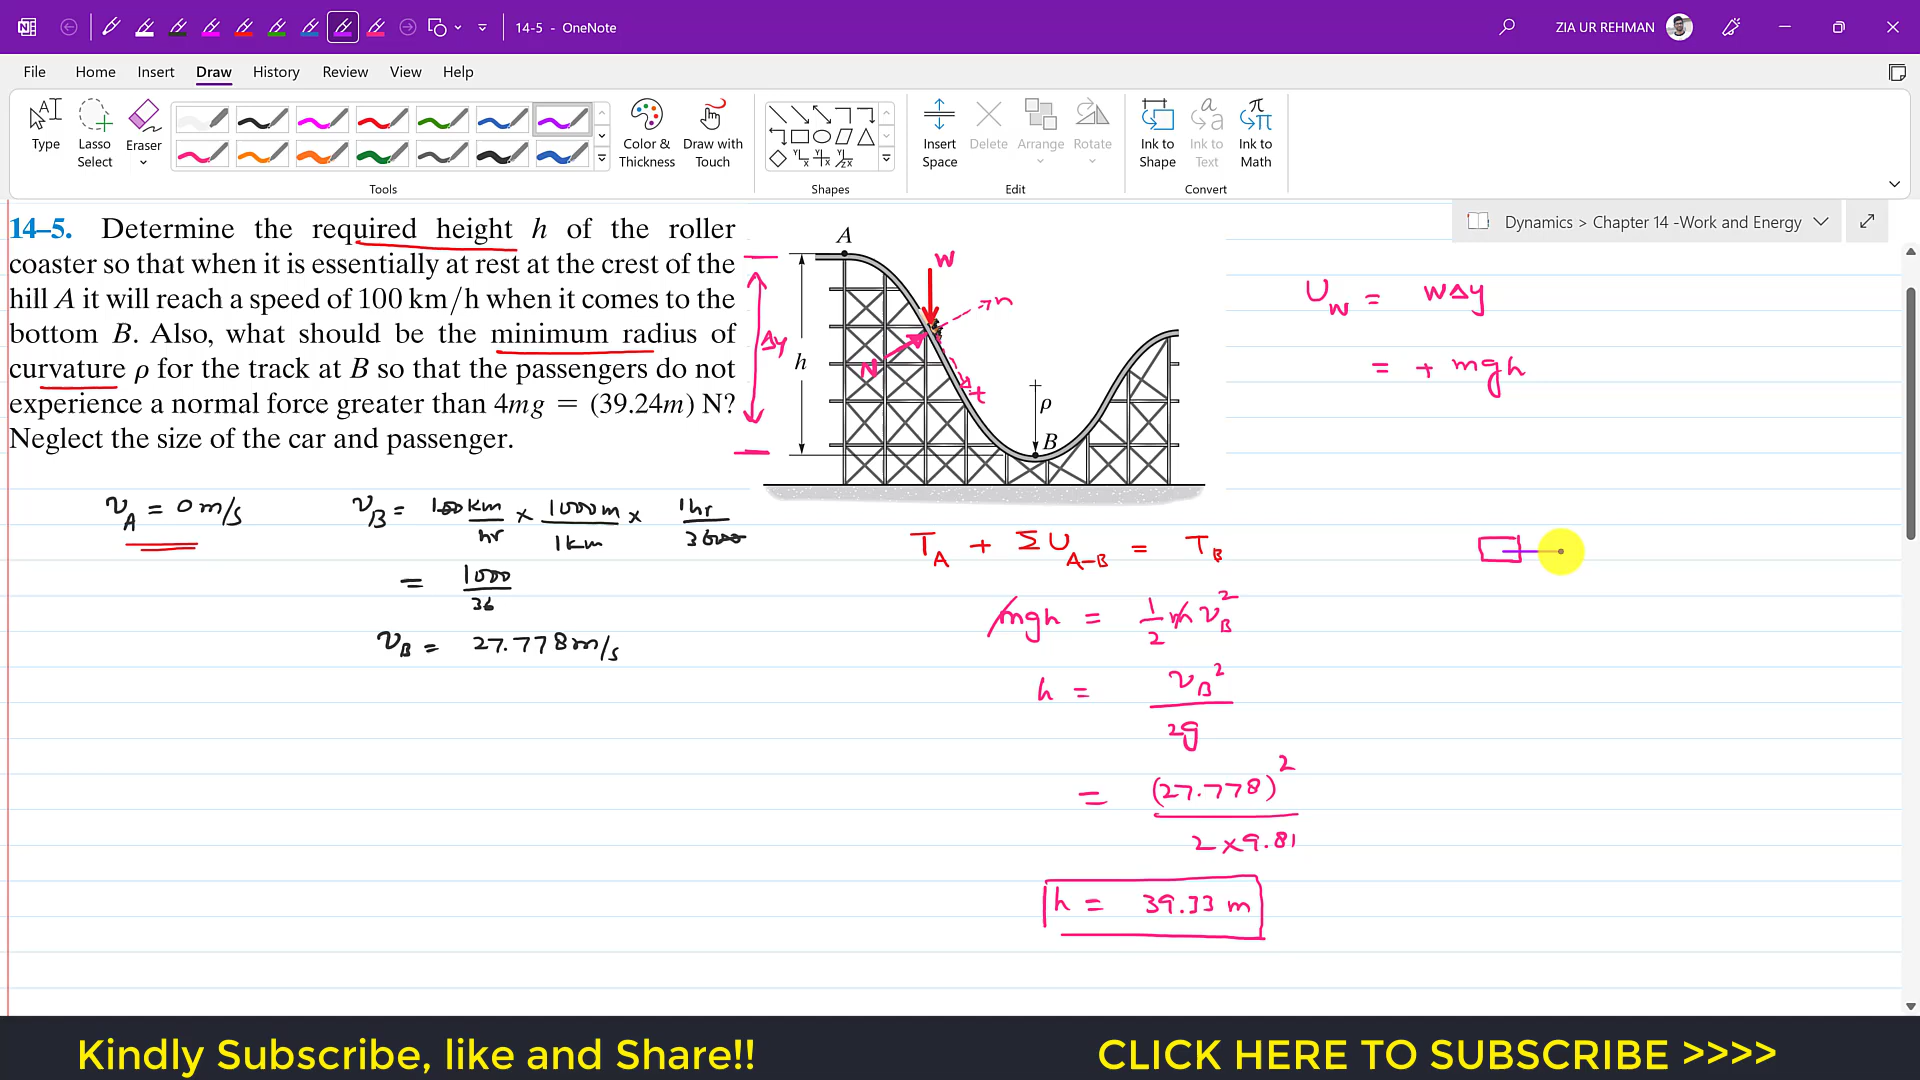 14-5 - OneNote
ZIA UR REHMAN
File Home Insert Draw History Review View Help
Type
Lasso Select
Eraser
Color & Thickness
Draw with Touch
Insert Space
Delete
Arrange
Rotate
Ink to Shape
Ink to Text
Ink to Math
Tools
Shapes
Edit
Convert
Dynamics > Chapter 14 -Work and Energy
14–5. Determine the required height h of the roller
coaster so that when it is essentially at rest at the crest of the
hill A it will reach a speed of 100 km/h when it comes to the
bottom B. Also, what should be the minimum radius of
curvature ρ for the track at B so that the passengers do not
experience a normal force greater than 4mg = (39.24m) N?
Neglect the size of the car and passenger.
A
W
n
Δy
h
N
t
ρ
B
U_W = WΔy
= + mgh
v_A = 0 m/s
v_B = 100 km/hr × 1000m/1km × 1hr/3600
= 1000/36
v_B = 27.778 m/s
T_A + ΣU_A-B = T_B
mgh = 1/2 m v_B^2
h = v_B^2/2g
= (27.778)^2/2×9.81
h = 39.33 m
Kindly Subscribe, like and Share!!
CLICK HERE TO SUBSCRIBE >>>>